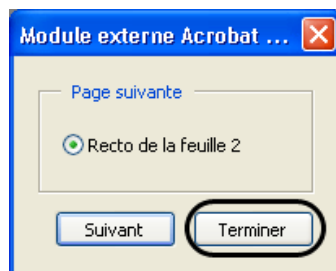 Module externe Acrobat ...
Page suivante
Recto de la feuille 2
Suivant
Terminer